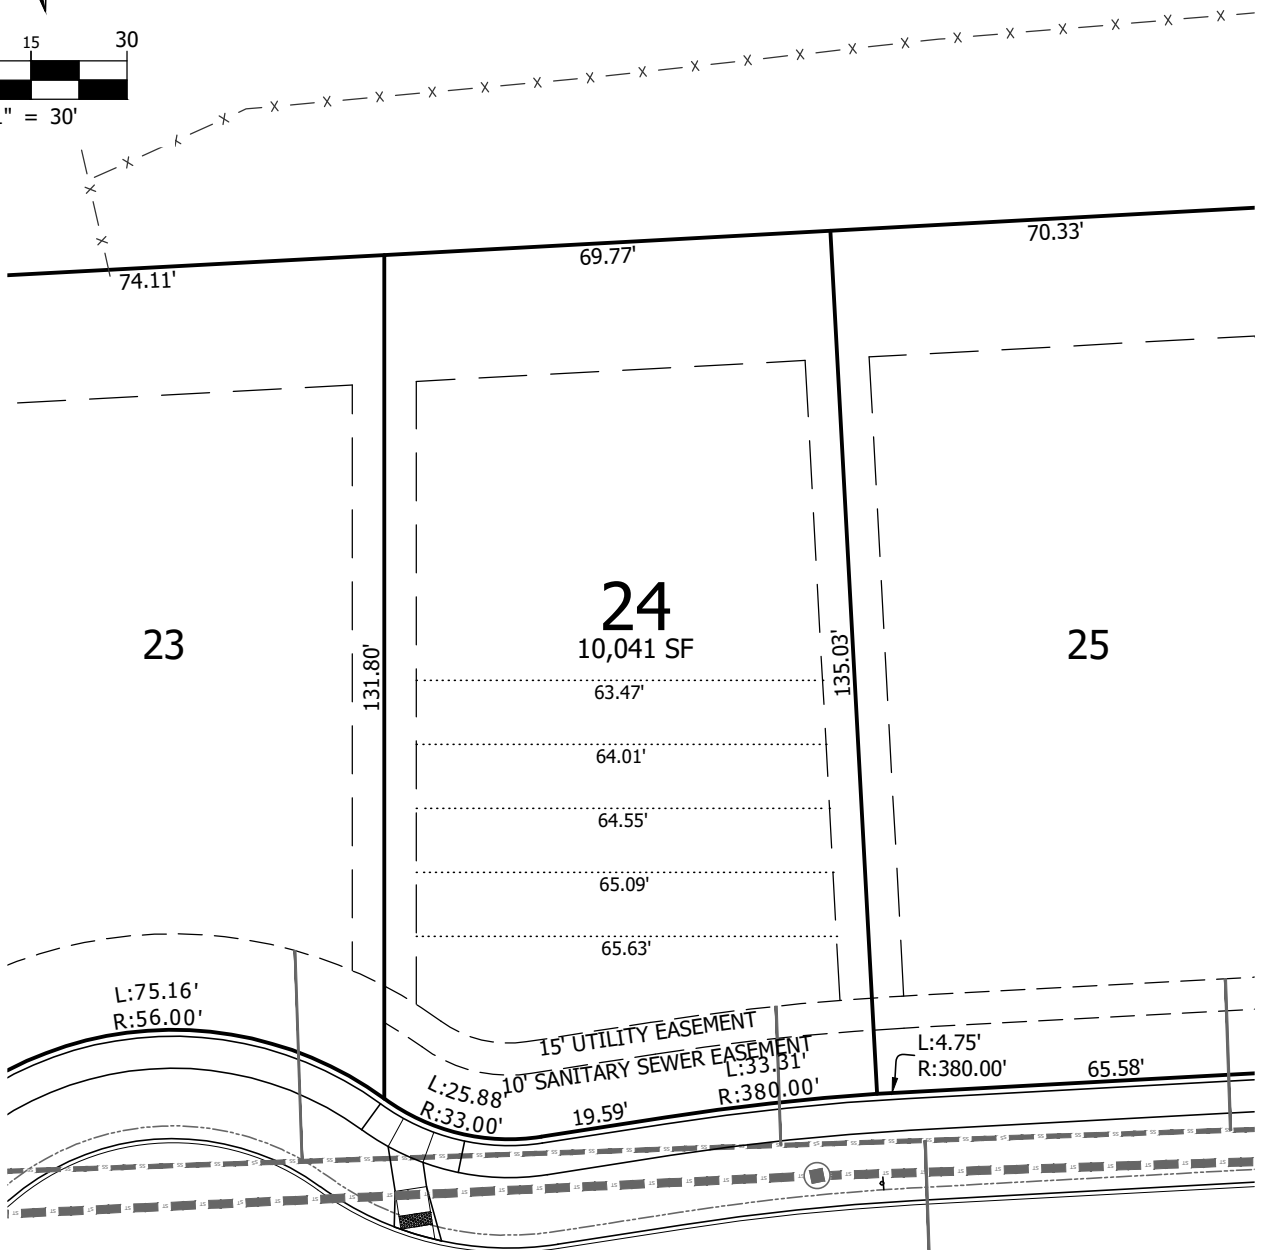 15 30
" = 30'
74.11'
69.77'
70.33'
23
24
10,041 SF
25
131.80'
135.03'
63.47'
64.01'
64.55'
65.09'
65.63'
L:75.16'
R:56.00'
15' UTILITY EASEMENT
10' SANITARY SEWER EASEMENT
L:25.88'
R:33.00'
19.59'
L:33.31'
R:380.00'
L:4.75'
R:380.00'
65.58'